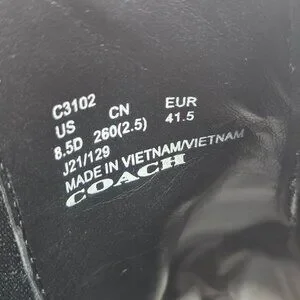 C3102
US CN EUR
8.5D 260(2.5) 41.5
J21/129
MADE IN VIETNAM/VIETNAM
COACH